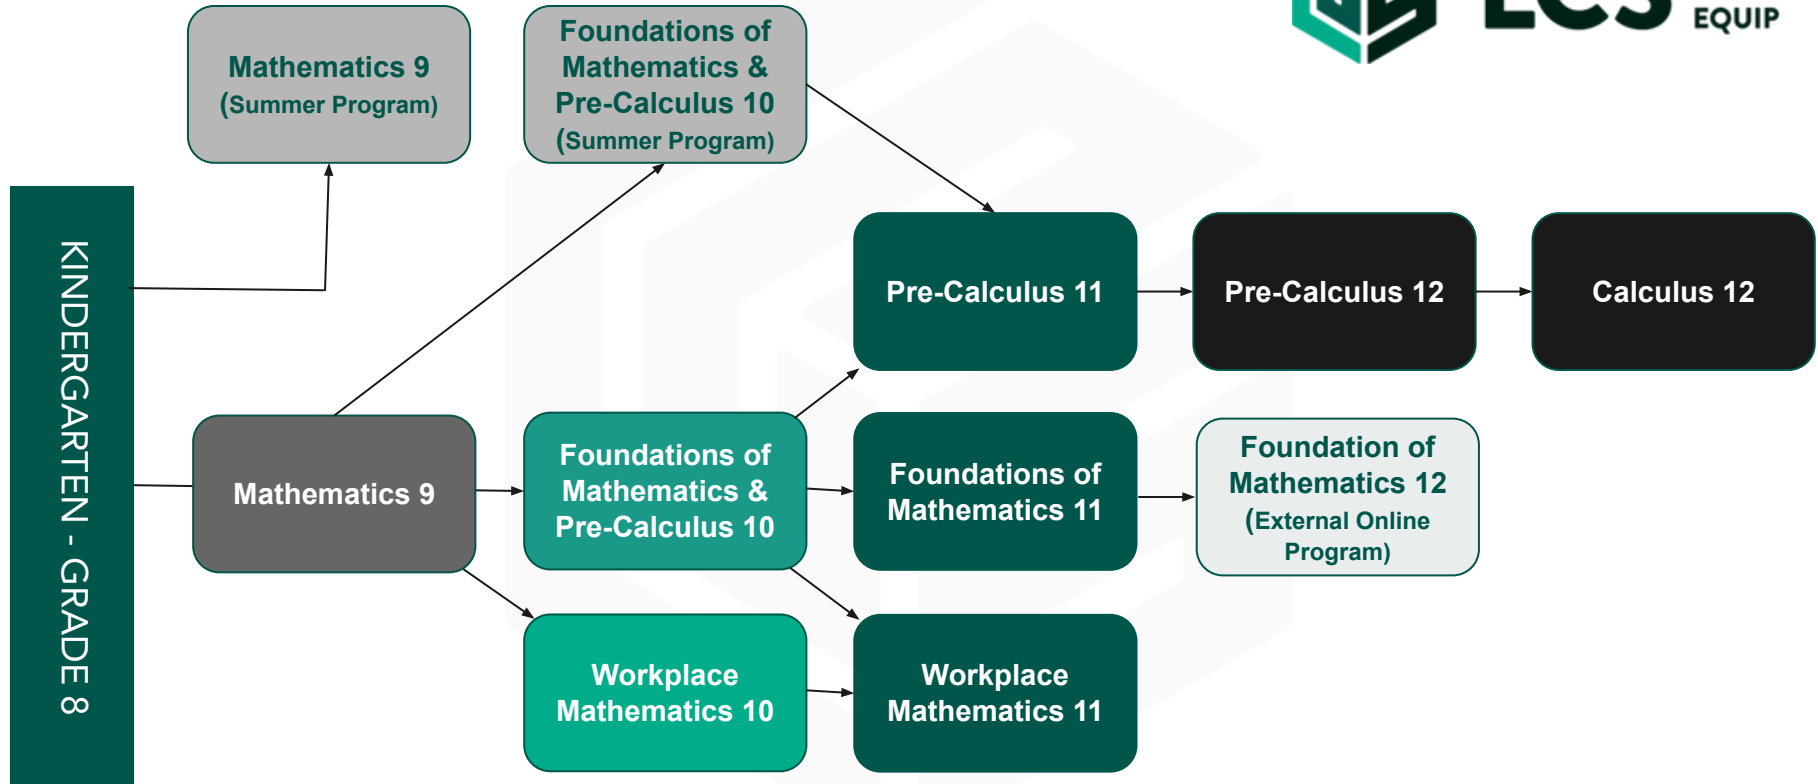 LCS
EQUIP
Mathematics 9
(Summer Program)
Foundations of
Mathematics &
Pre-Calculus 10
(Summer Program)
KINDERGARTEN - GRADE 8
Pre-Calculus 11
Pre-Calculus 12
Calculus 12
Mathematics 9
Foundations of
Mathematics &
Pre-Calculus 10
Foundations of
Mathematics 11
Foundation of
Mathematics 12
(External Online
Program)
Workplace
Mathematics 10
Workplace
Mathematics 11